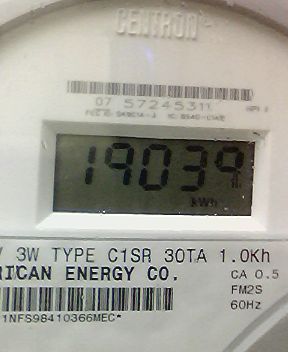 CENTRON
07 57245311
19039
kWh
3W TYPE C1SR 30TA 1.0Kh
RICAN ENERGY CO.
CA 0.5
FM2S
60Hz
1NFS98410366MEC*